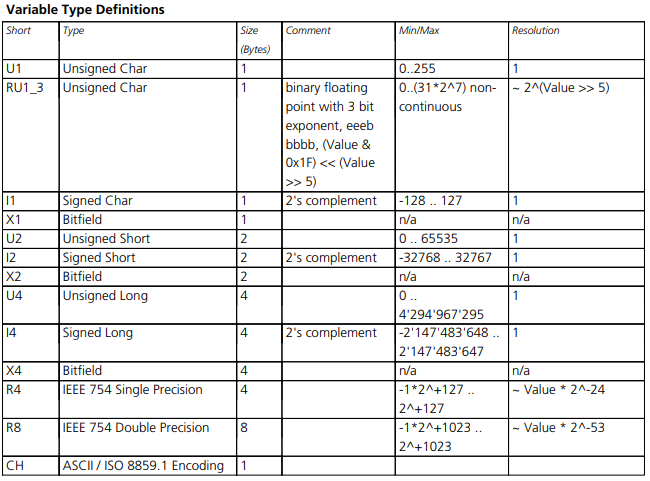 Variable Type Definitions
Short Type Size (Bytes) Comment Min/Max Resolution
U1 Unsigned Char 1 0..255 1
RU1_3 Unsigned Char 1 binary floating point with 3 bit exponent, eeeb bbbb, (Value & 0x1F) << (Value >> 5) 0..(31*2^7) non-continuous ~ 2^(Value >> 5)
I1 Signed Char 1 2's complement -128 .. 127 1
X1 Bitfield 1 n/a n/a
U2 Unsigned Short 2 0 .. 65535 1
I2 Signed Short 2 2's complement -32768 .. 32767 1
X2 Bitfield 2 n/a n/a
U4 Unsigned Long 4 0 .. 4'294'967'295 1
I4 Signed Long 4 2's complement -2'147'483'648 .. 2'147'483'647 1
X4 Bitfield 4 n/a n/a
R4 IEEE 754 Single Precision 4 -1*2^+127 .. 2^+127 ~ Value * 2^-24
R8 IEEE 754 Double Precision 8 -1*2^+1023 .. 2^+1023 ~ Value * 2^-53
CH ASCII / ISO 8859.1 Encoding 1